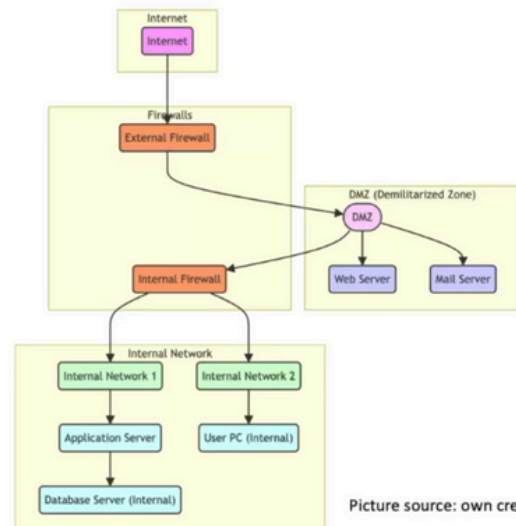 Internet
Internet
Firewalls
External Firewall
DMZ (Demilitarized Zone)
DMZ
Internal Firewall
Web Server
Mail Server
Internal Network
Internal Network 1
Internal Network 2
Application Server
User PC (Internal)
Database Server (Internal)
Picture source: own cre